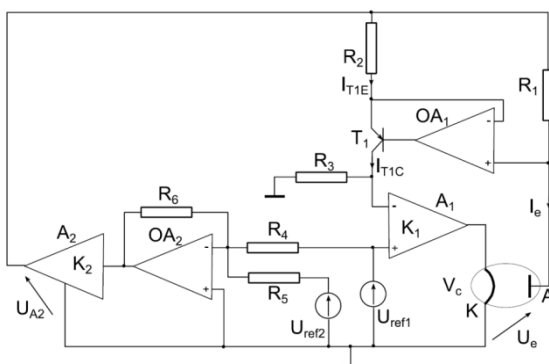 R2
R1
IT1E
OA1
-
+
T1
R3
IT1C
R6
A1
-
K1
+
Ie
A2
OA2
R4
K2
-
+
R5
Vc
A
K
UA2
Uref2
Uref1
Ue